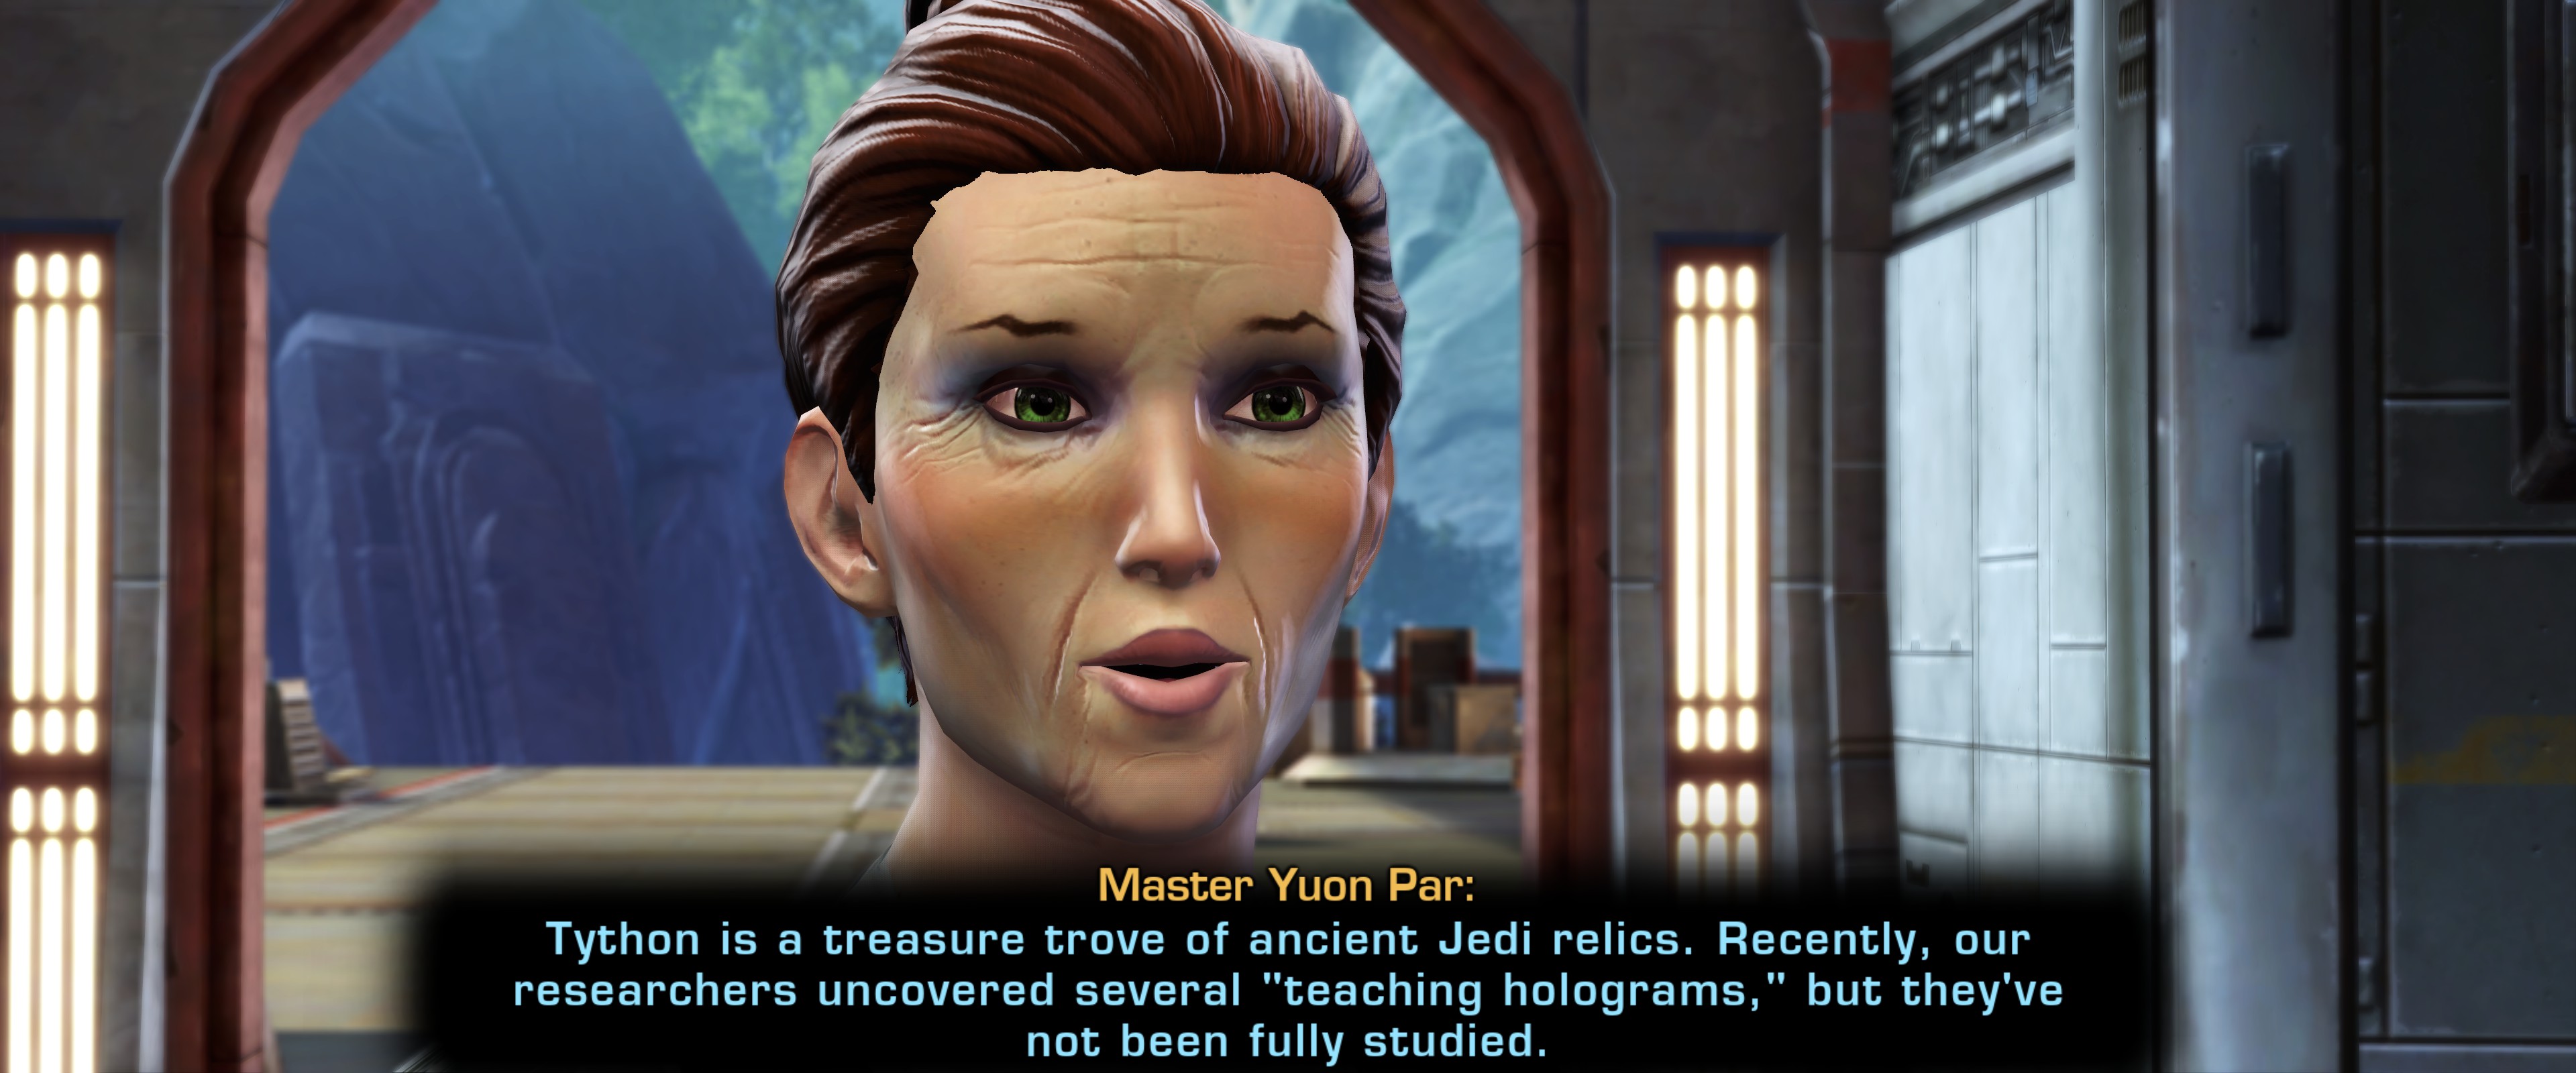 Master Yuon Par:
Tython is a treasure trove of ancient Jedi relics. Recently, our
researchers uncovered several "teaching holograms," but they've
not been fully studied.